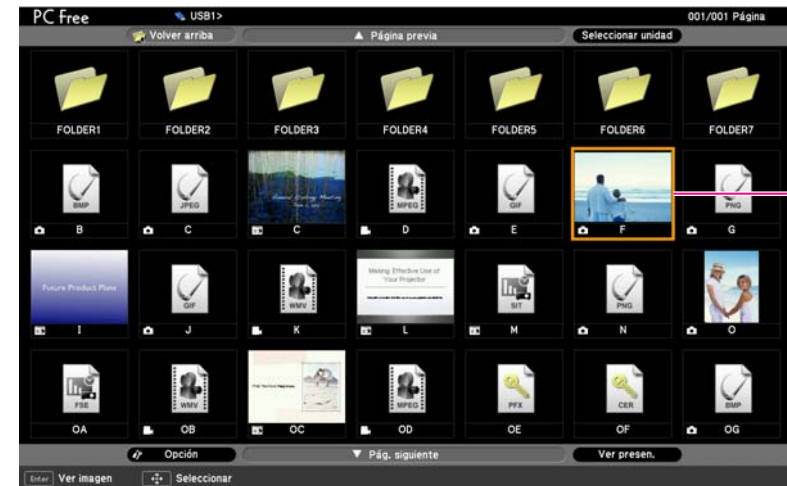 PC Free USB1> 001/001 Página
Volver arriba ▲ Página previa Seleccionar unidad
FOLDER1 FOLDER2 FOLDER3 FOLDER4 FOLDER5 FOLDER6 FOLDER7
BMP JPEG MPEG GIF PNG
B C C D E F G
Future Product Plans GIF WMV Making Effective Use of
Your Projector
SIT PNG
I J K L M N O
FSE WMV MPEG PFX CER BMP
OA OB OC OD OE OF OG
Opción ▼ Pág. siguiente Ver presen.
Enter Ver imagen Seleccionar